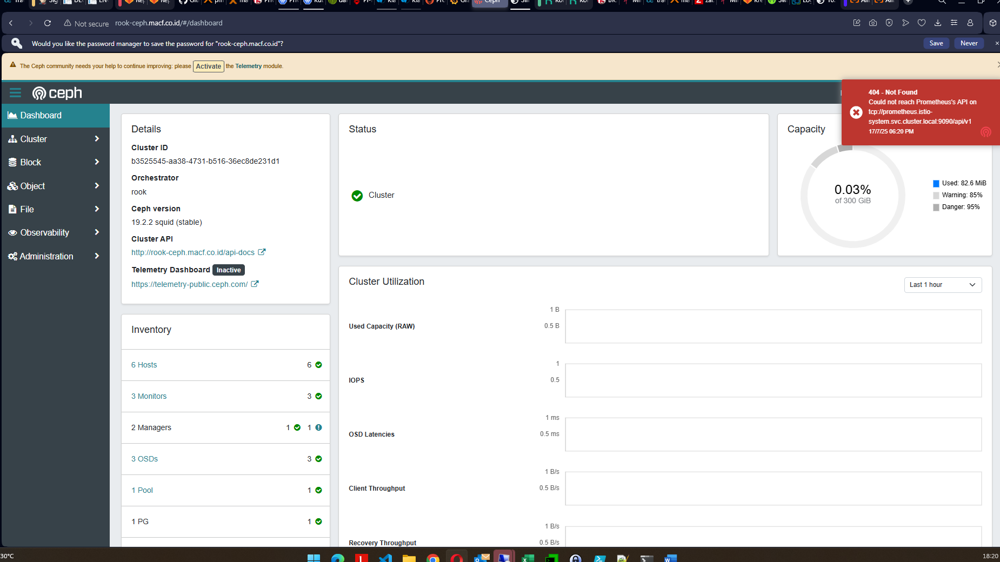 Not secure
rook-ceph.macf.co.id/#/dashboard
Would you like the password manager to save the password for "rook-ceph.macf.co.id"?
Save
Never
The Ceph community needs your help to continue improving: please Activate the Telemetry module.
ceph
404 - Not Found
Could not reach Prometheus's API on
tcp://prometheus.istio-
system.svc.cluster.local:9090/api/v1
17/7/25 06:20 PM
Dashboard
Cluster
Block
Object
File
Observability
Administration
Details
Cluster ID
b3525545-aa38-4731-b516-36ec8de231d1
Orchestrator
rook
Ceph version
19.2.2 squid (stable)
Cluster API
http://rook-ceph.macf.co.id/api-docs
Telemetry Dashboard Inactive
https://telemetry-public.ceph.com/
Status
Cluster
Capacity
0.03%
of 300 GiB
Used: 82.6 MiB
Warning: 85%
Danger: 95%
Inventory
6 Hosts 6
3 Monitors 3
2 Managers 1 1
3 OSDs 3
1 Pool 1
1 PG 1
Cluster Utilization
Last 1 hour
Used Capacity (RAW)
1 B
0.5 B
IOPS
1
0.5
OSD Latencies
1 ms
0.5 ms
Client Throughput
1 B/s
0.5 B/s
Recovery Throughput
1 B/s
0.5 B/s
30°C
18:20